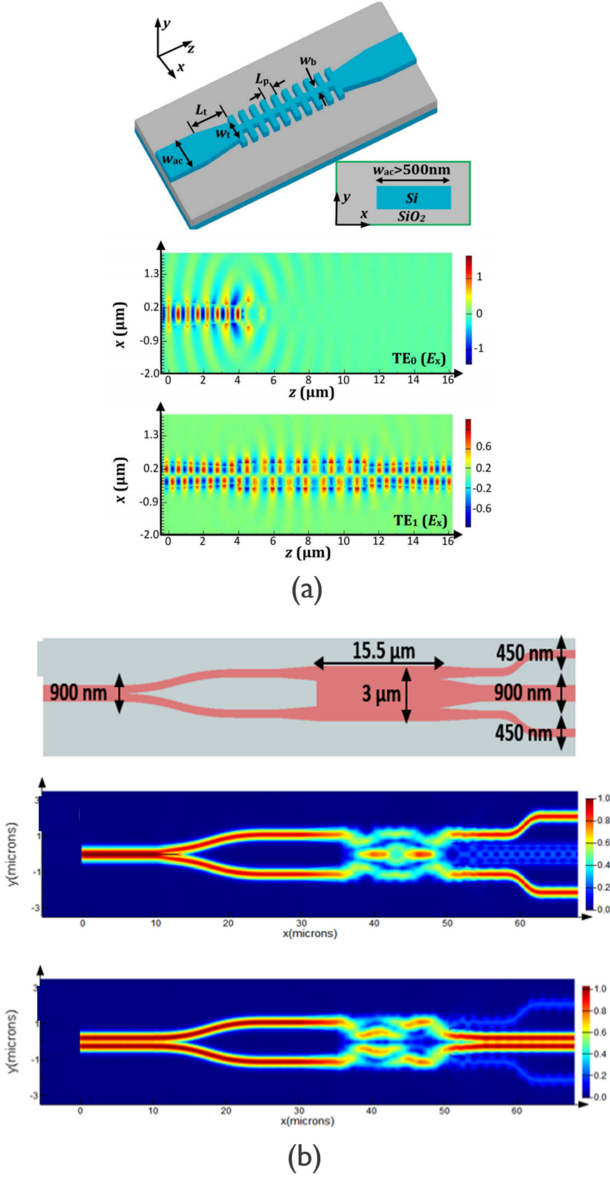 y
z
x
Lp
wb
Lt
wt
wac
wac>500nm
y
Si
x
SiO2
1.3
0.2
-0.9
-2.0
x (μm)
1
0
-1
TE0 (Ex)
0 2 4 6 8 10 12 14 16
z (μm)
1.3
0.2
-0.9
-2.0
x (μm)
0.6
0.2
-0.2
-0.6
TE1 (Ex)
0 2 4 6 8 10 12 14 16
z (μm)
(a)
15.5 μm
450 nm
900 nm
3 μm
900 nm
450 nm
3
1
-1
-3
y(microns)
1.0
0.8
0.6
0.4
0.2
0.0
0 10 20 30 40 50 60
x(microns)
3
1
-1
-3
y(microns)
1.0
0.8
0.6
0.4
0.2
0.0
0 10 20 30 40 50 60
x(microns)
(b)